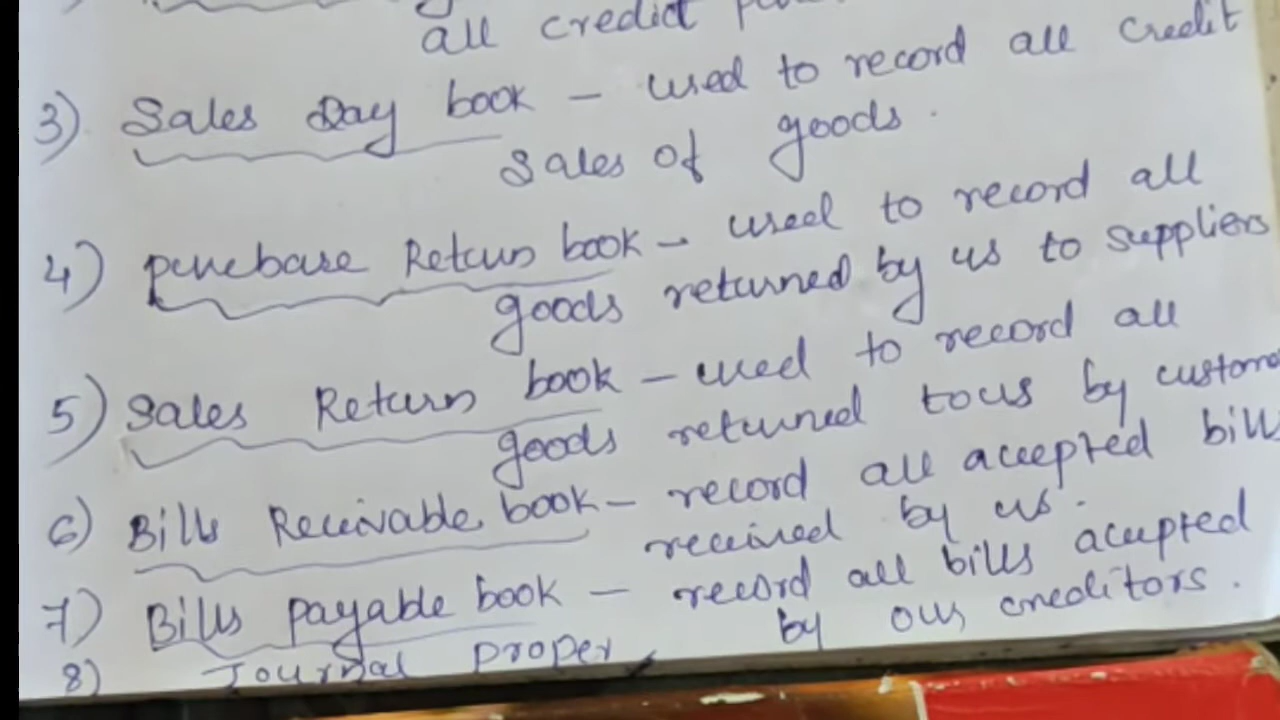 all credict
3) Sales Day book - used to record all credit
sales of goods.
4) purchase Return book - used to record all
goods returned by us to suppliers
5) Sales Return book - used to record all
goods returned to us by custome
6) Bills Receivable book - record all accepted bills
received by us.
7) Bills payable book - record all bills accepted
by our creditors.
8) Journal proper